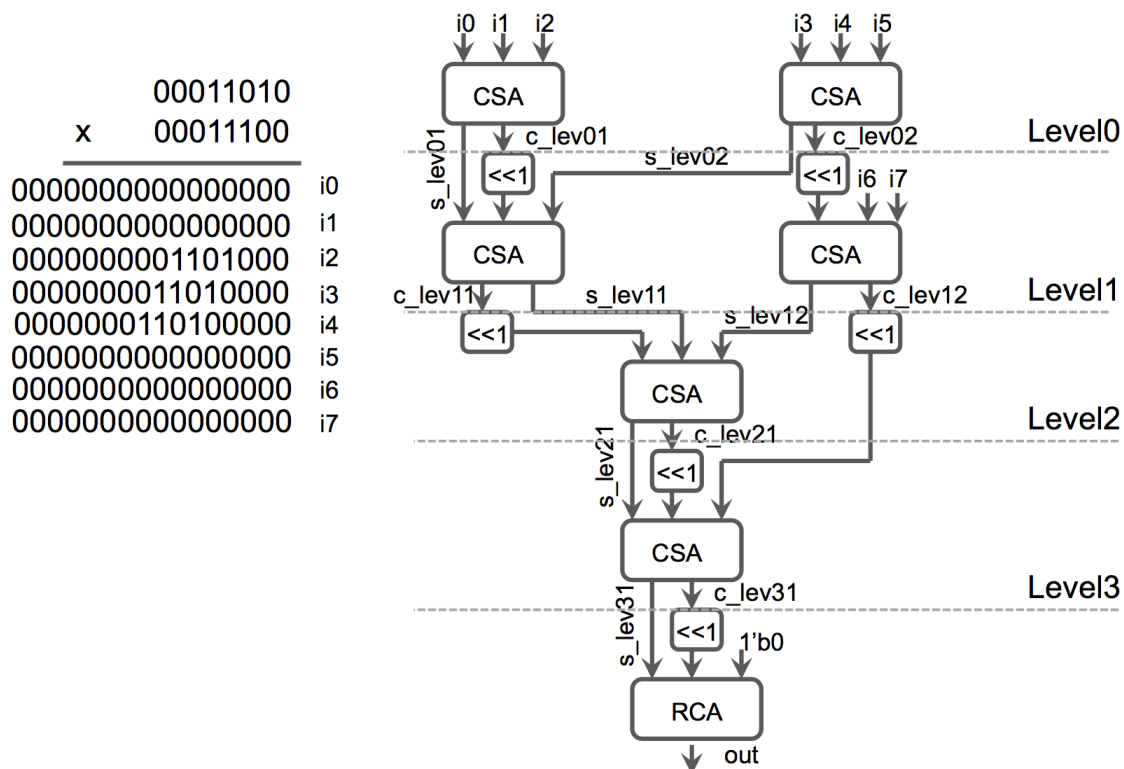 00011010
x 00011100
0000000000000000 i0
0000000000000000 i1
0000000001101000 i2
0000000011010000 i3
0000000110100000 i4
0000000000000000 i5
0000000000000000 i6
0000000000000000 i7
i0 i1 i2 i3 i4 i5
CSA CSA
s_lev01 c_lev01 s_lev02 c_lev02 Level0
<<1 <<1 i6 i7
CSA CSA
c_lev11 s_lev11 s_lev12 c_lev12 Level1
<<1 <<1
CSA
s_lev21 c_lev21 Level2
<<1
CSA
s_lev31 c_lev31 Level3
<<1 1'b0
RCA
out